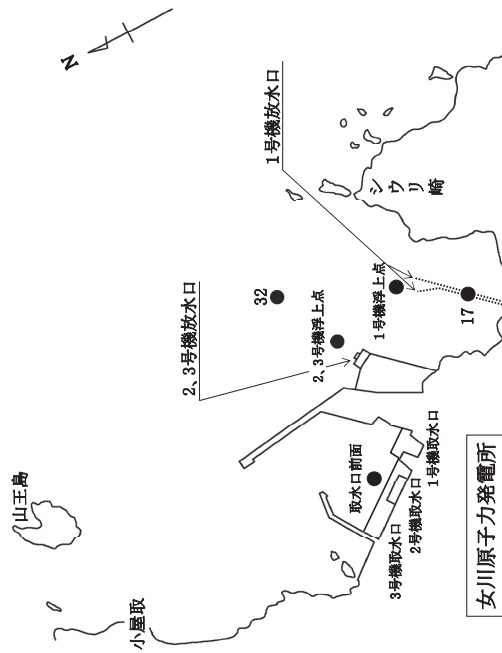 N
1号機放水口
シウリ崎
2、3号機放水口
32
2、3号機浮上点
1号機浮上点
17
山王島
小屋取
取水口前面
3号機取水口
2号機取水口
1号機取水口
女川原子力発電所